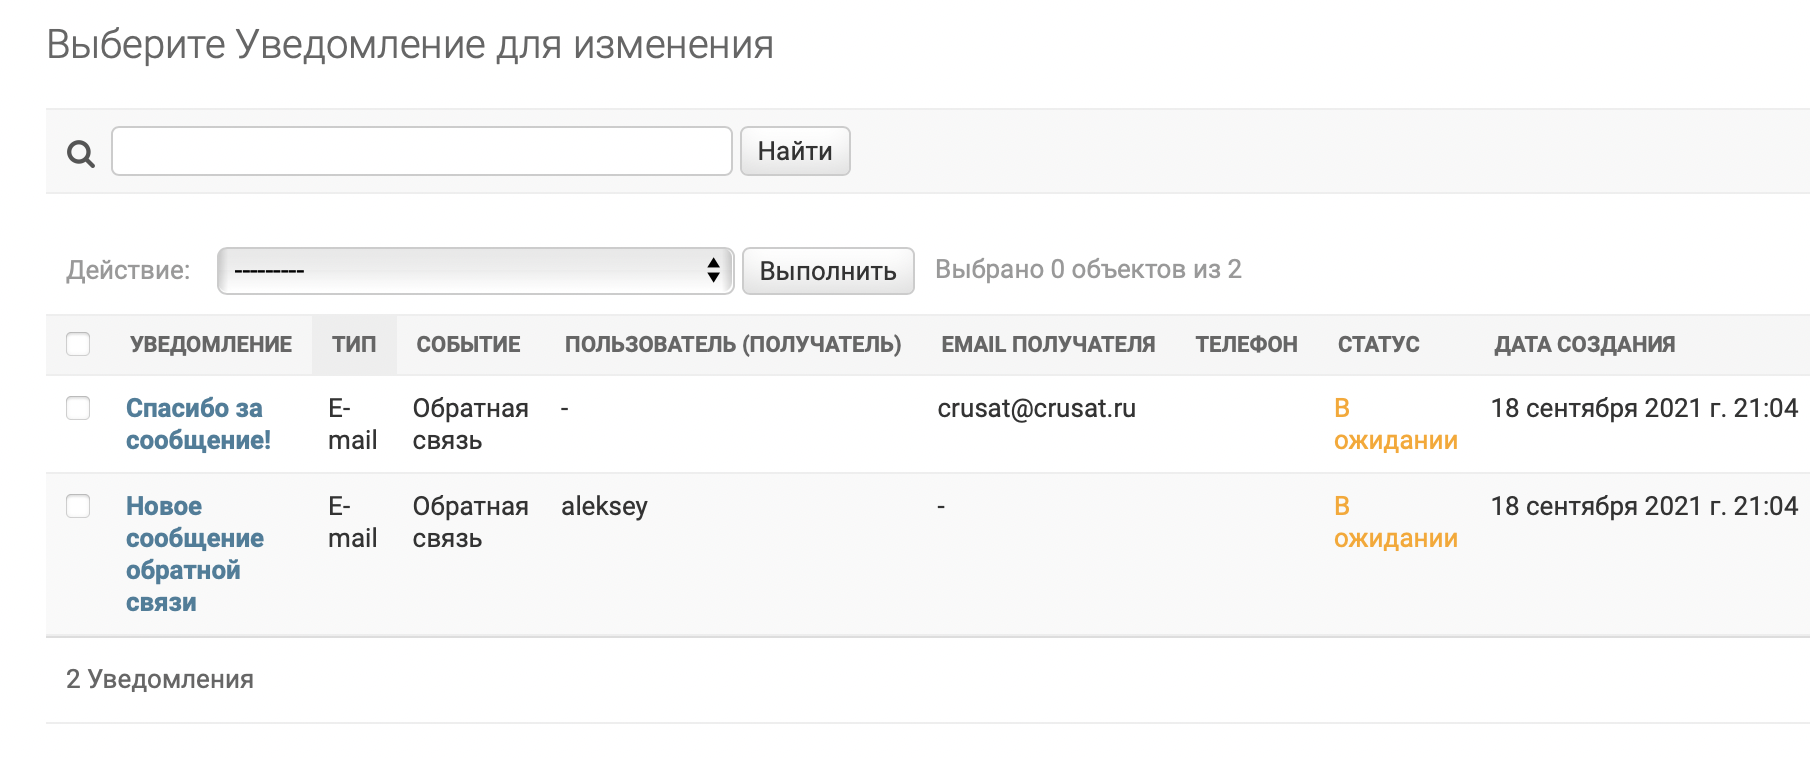 Выберите Уведомление для изменения
Найти
Действие: --------- Выполнить Выбрано 0 объектов из 2
УВЕДОМЛЕНИЕ ТИП СОБЫТИЕ ПОЛЬЗОВАТЕЛЬ (ПОЛУЧАТЕЛЬ) EMAIL ПОЛУЧАТЕЛЯ ТЕЛЕФОН СТАТУС ДАТА СОЗДАНИЯ
Спасибо за E- Обратная - crusat@crusat.ru В 18 сентября 2021 г. 21:04
сообщение! mail связь ожидании
Новое E- Обратная aleksey - В 18 сентября 2021 г. 21:04
сообщение mail связь ожидании
обратной
связи
2 Уведомления